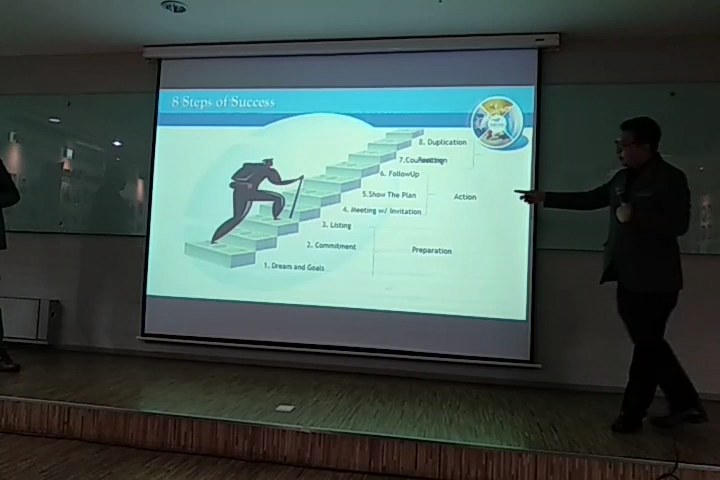 8 Steps of Success
8. Duplication
6. FollowUp
5.Show The Plan
Action
4. Meeting w/ Invitation
3. Listing
2. Commitment
Preparation
1. Dream and Goals